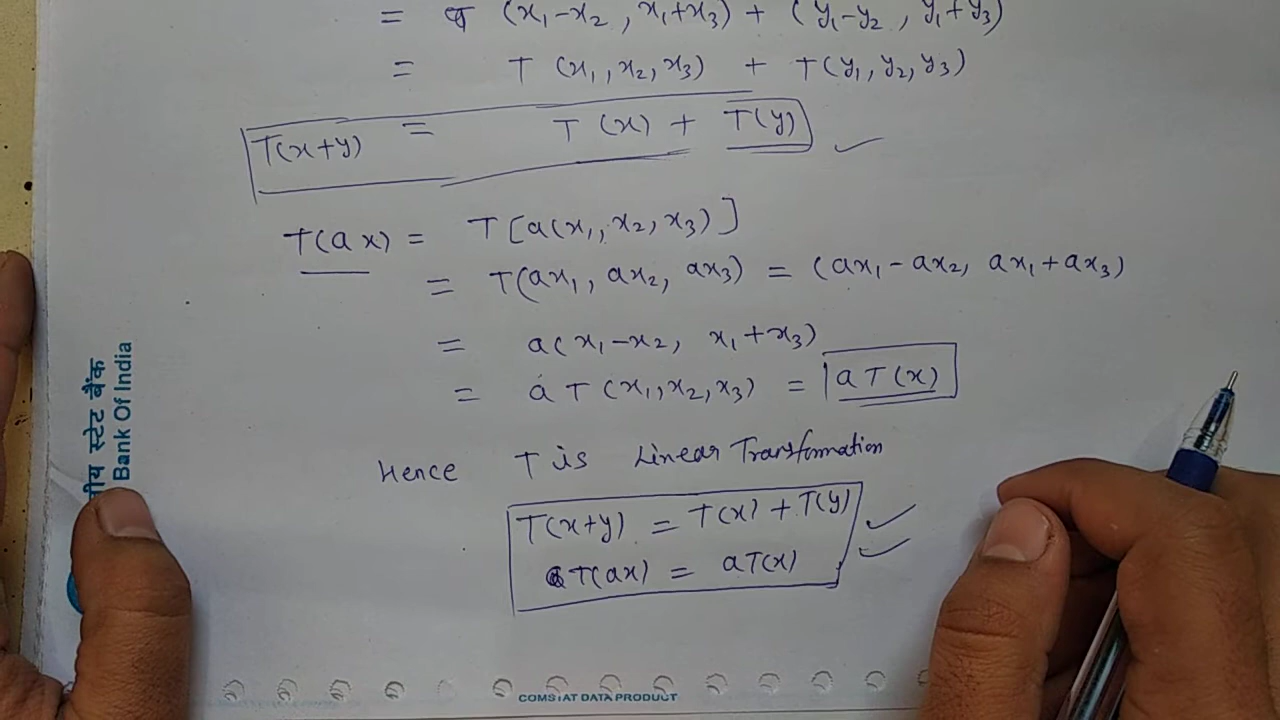 = (x₁-x₂, x₁+x₃) + (y₁-y₂, y₁+y₃)
= T (x₁, x₂, x₃) + T(y₁, y₂, y₃)
T(x+y) = T (x) + T(y)
T(ax) = T[a(x₁, x₂, x₃)]
= T(ax₁, ax₂, ax₃) = (ax₁-ax₂, ax₁+ax₃)
= a(x₁-x₂, x₁+x₃)
= a T (x₁, x₂, x₃) = a T(x)
Hence T is Linear Transformation
T(x+y) = T(x) + T(y)
T(ax) = aT(x)
स्टेट बैंक
Bank Of India
COMSTAT DATA PRODUCT